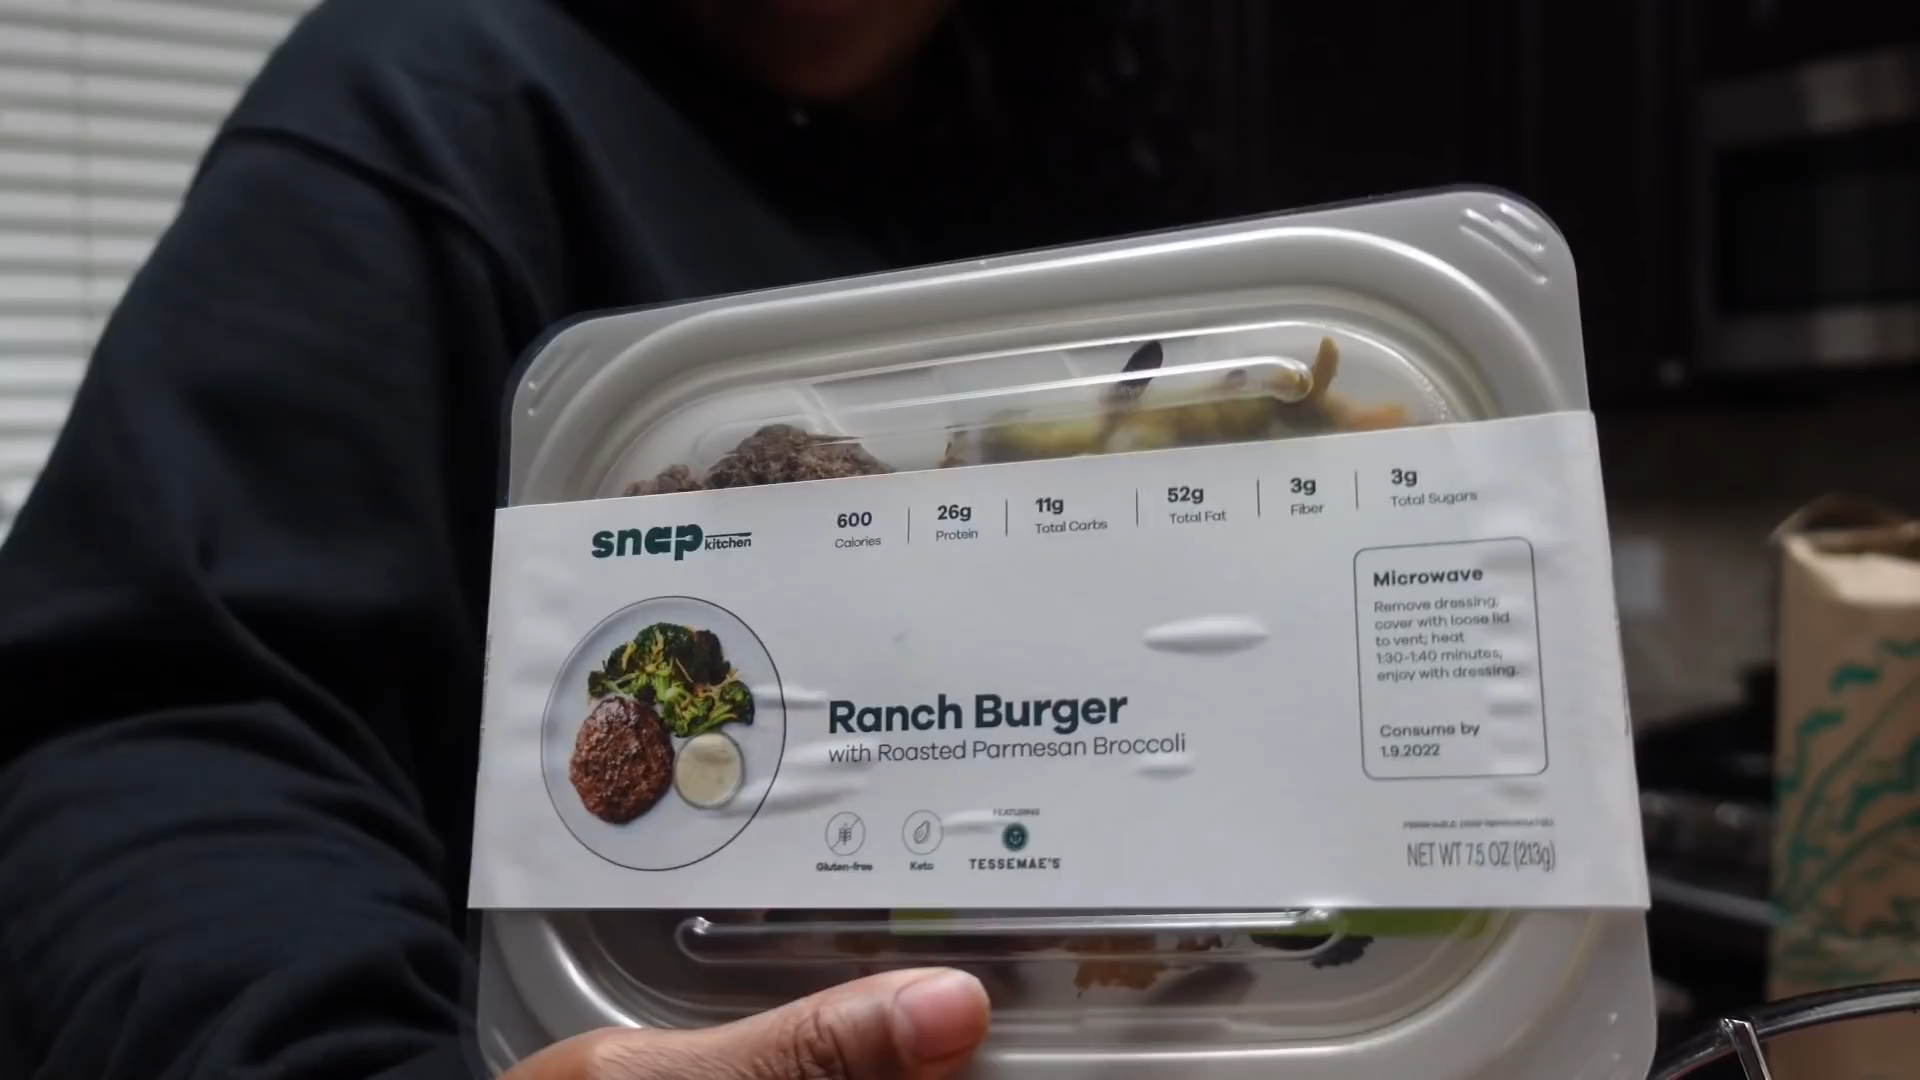 snap kitchen
600 Calories
26g Protein
11g Total Carbs
52g Total Fat
3g Fiber
3g Total Sugars
Microwave
Remove dressing,
cover with loose lid
to vent; heat
1:30-1:40 minutes,
enjoy with dressing.
Consume by
1.9.2022
Ranch Burger
with Roasted Parmesan Broccoli
Gluten-free
Keto
FEATURING
TESSEMAE'S
NET WT 7.5 OZ (213g)